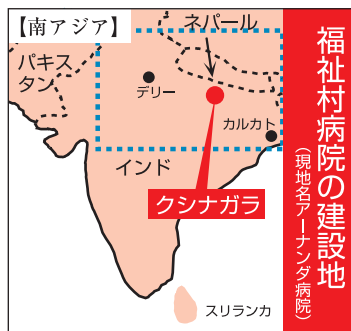 福祉村病院の建設地
（現地名アーナンダ病院）
【南アジア】
ネパール
パキス
タン
デリー
カルカト
インド
クシナガラ
スリランカ